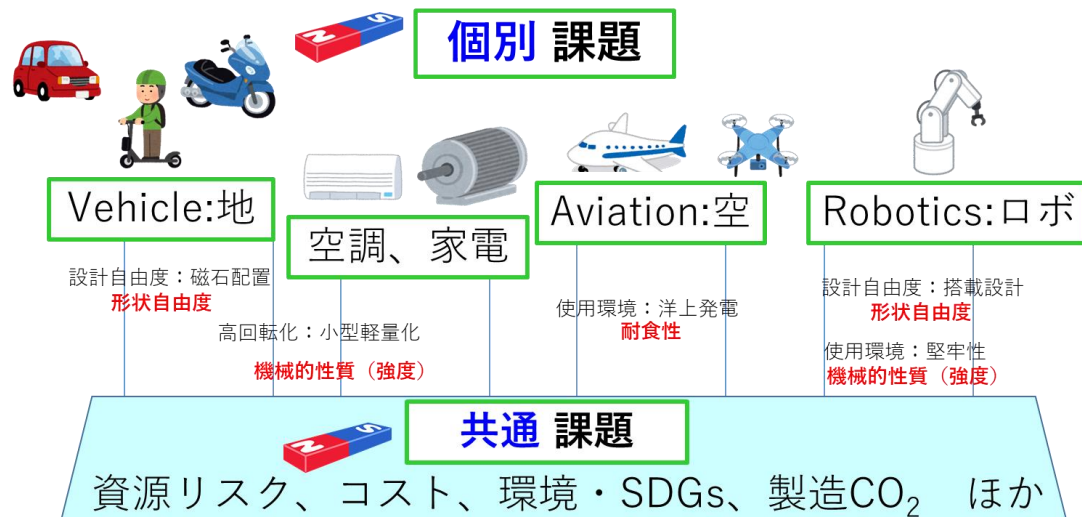 N S
個別 課題
Vehicle:地
空調、家電
Aviation:空
Robotics:ロボ
設計自由度：磁石配置
形状自由度
高回転化：小型軽量化
機械的性質（強度）
使用環境：洋上発電
耐食性
設計自由度：搭載設計
形状自由度
使用環境：堅牢性
機械的性質（強度）
N S
共通 課題
資源リスク、コスト、環境・SDGs、製造CO₂ ほか